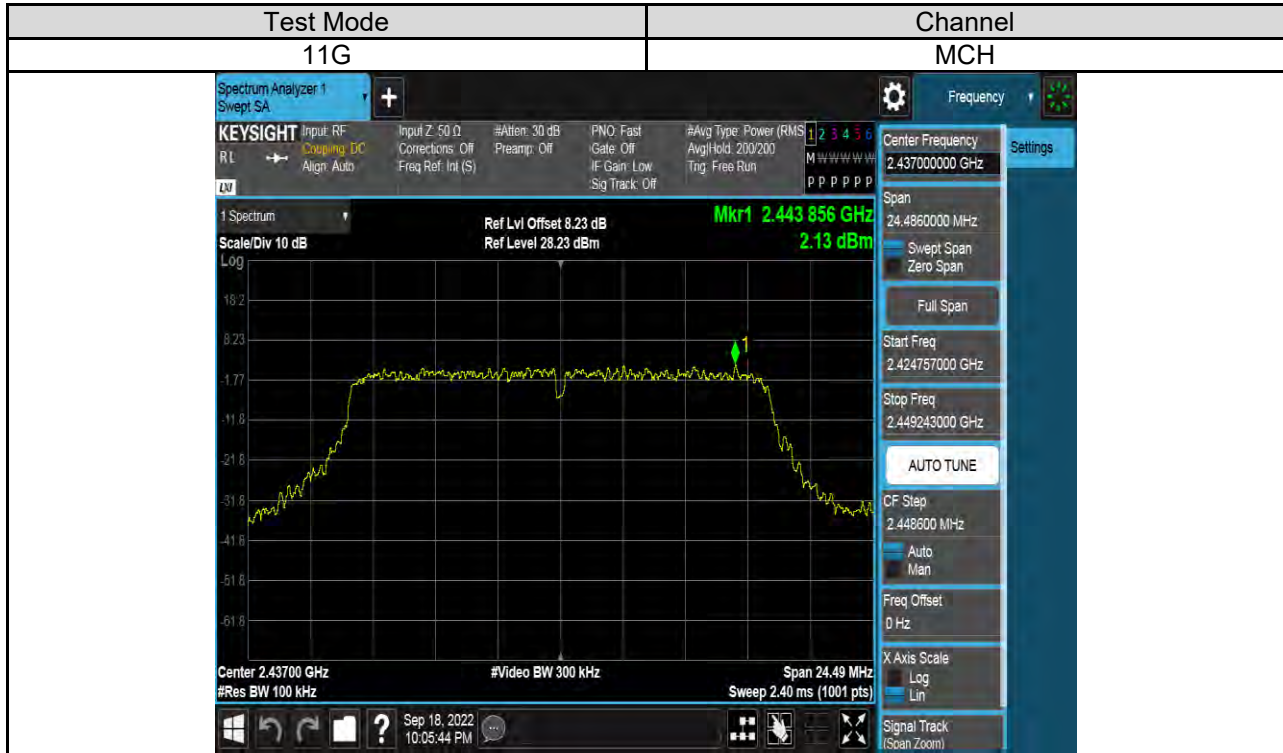 Test Mode Channel
11G MCH
Spectrum Analyzer 1
Swept SA
+
Frequency
KEYSIGHT Input: RF Input Z: 50 Ω #Atten: 30 dB PNO: Fast #Avg Type: Power (RMS 1 2 3 4 5 6
RL Coupling: DC Corrections: Off Preamp: Off Gate: Off Avg|Hold: 200/200 M W W W W W
Align: Auto Freq Ref: Int (S) IF Gain: Low Trig: Free Run
LXI Sig Track: Off P P P P P P
Center Frequency
2.437000000 GHz
Settings
1 Spectrum Ref Lvl Offset 8.23 dB Mkr1 2.443 856 GHz
Scale/Div 10 dB Ref Level 28.23 dBm 2.13 dBm
Log
18.2
8.23
1
-1.77
-11.8
-21.8
-31.8
-41.8
-51.8
-61.8
Center 2.43700 GHz #Video BW 300 kHz Span 24.49 MHz
#Res BW 100 kHz Sweep 2.40 ms (1001 pts)
Span
24.4860000 MHz
Swept Span
Zero Span
Full Span
Start Freq
2.424757000 GHz
Stop Freq
2.449243000 GHz
AUTO TUNE
CF Step
2.448600 MHz
Auto
Man
Freq Offset
0 Hz
X Axis Scale
Log
Lin
Signal Track
(Span Zoom)
? Sep 18, 2022
10:05:44 PM